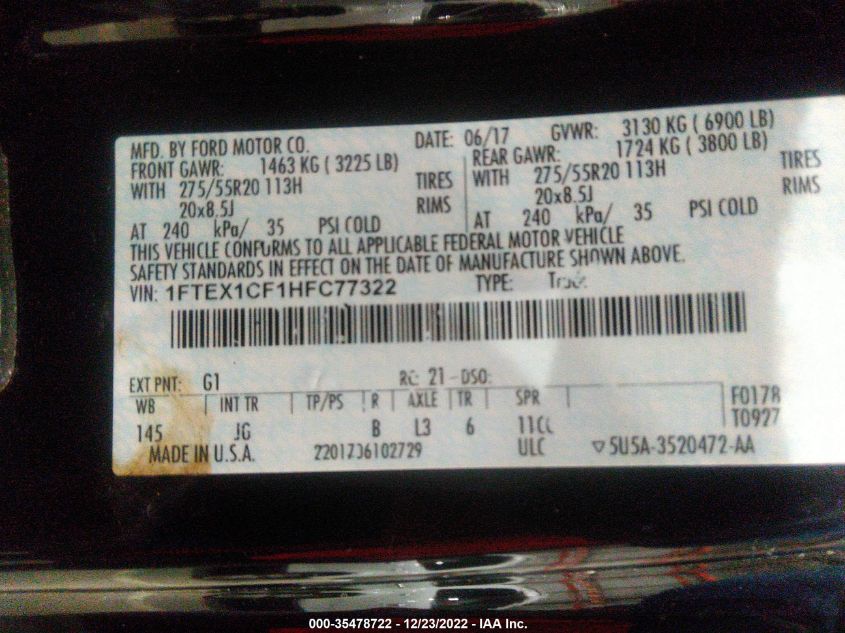 MFD. BY FORD MOTOR CO. DATE: 06/17 GVWR: 3130 KG ( 6900 LB)
FRONT GAWR: 1463 KG ( 3225 LB) REAR GAWR: 1724 KG ( 3800 LB)
WITH 275/55R20 113H TIRES WITH 275/55R20 113H TIRES
20x8.5J RIMS 20x8.5J RIMS
AT 240 kPa/ 35 PSI COLD AT 240 kPa/ 35 PSI COLD
THIS VEHICLE CONFORMS TO ALL APPLICABLE FEDERAL MOTOR VEHICLE
SAFETY STANDARDS IN EFFECT ON THE DATE OF MANUFACTURE SHOWN ABOVE.
VIN: 1FTEX1CF1HFC77322 TYPE: Truck
EXT PNT: G1 RC: 21 -DSO:
WB INT TR TP/PS R AXLE TR SPR F0178
145 JG B L3 6 T0927
MADE IN U.S.A. 2201706102729 ULC ▽5U5A-3520472-AA
000-35478722 - 12/23/2022 - IAA Inc.